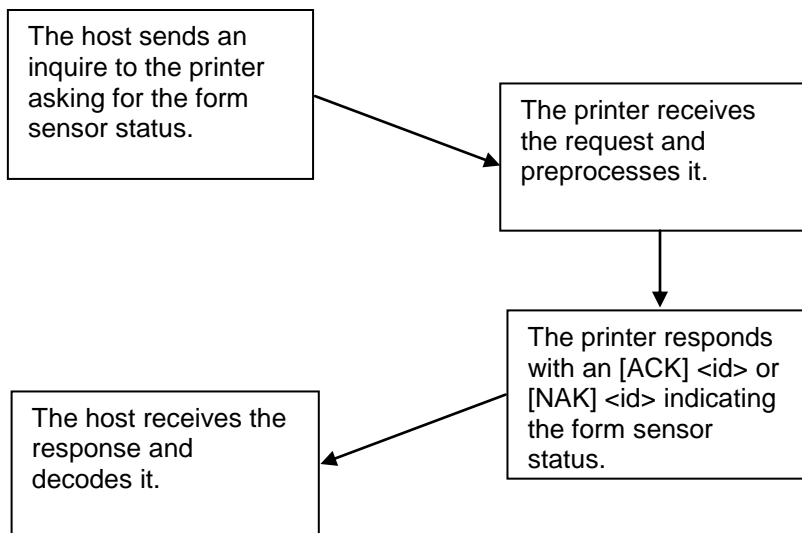 The host sends an
inquire to the printer
asking for the form
sensor status.
The printer receives
the request and
preprocesses it.
The printer responds
with an [ACK] <id> or
[NAK] <id> indicating
the form sensor
status.
The host receives the
response and
decodes it.